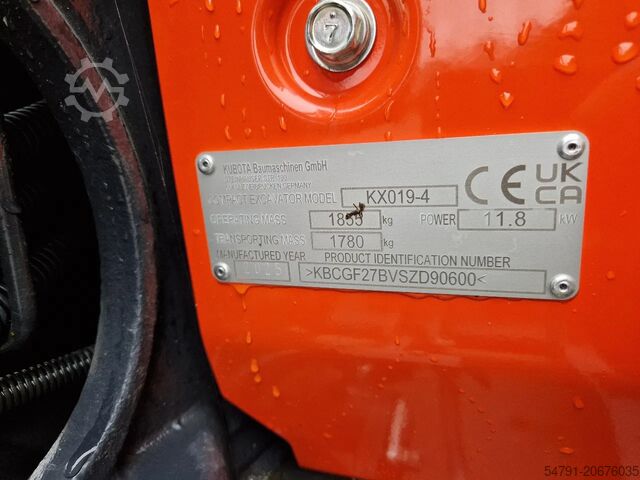 7
KUBOTA Baumaschinen GmbH
GERMANY
COMPACT EXCAVATOR MODEL KX019-4
OPERATING MASS kg POWER 11.8 kW
TRANSPORTING MASS 1780 kg
MANUFACTURED YEAR PRODUCT IDENTIFICATION NUMBER
>KBCGF27BVSZD90600<
CE UK
CA
54791-20676035